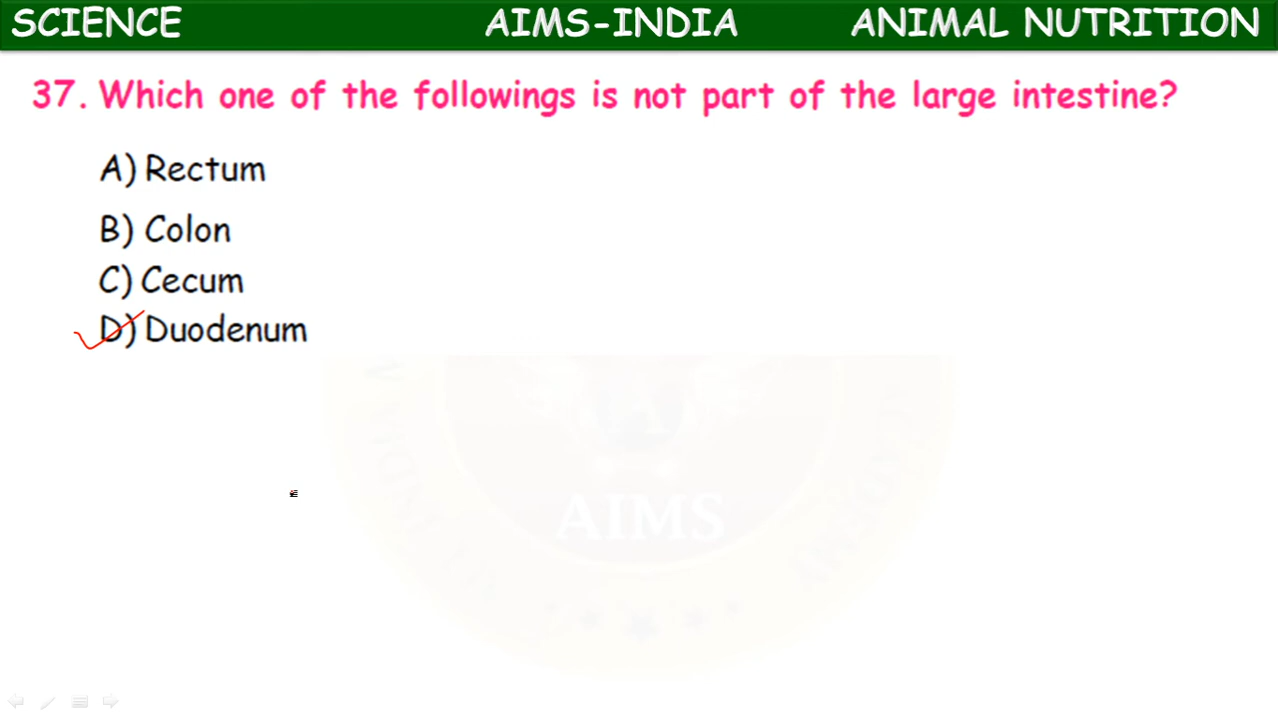 SCIENCE AIMS-INDIA ANIMAL NUTRITION
37. Which one of the followings is not part of the large intestine?
A) Rectum
B) Colon
C) Cecum
D) Duodenum
AIMS